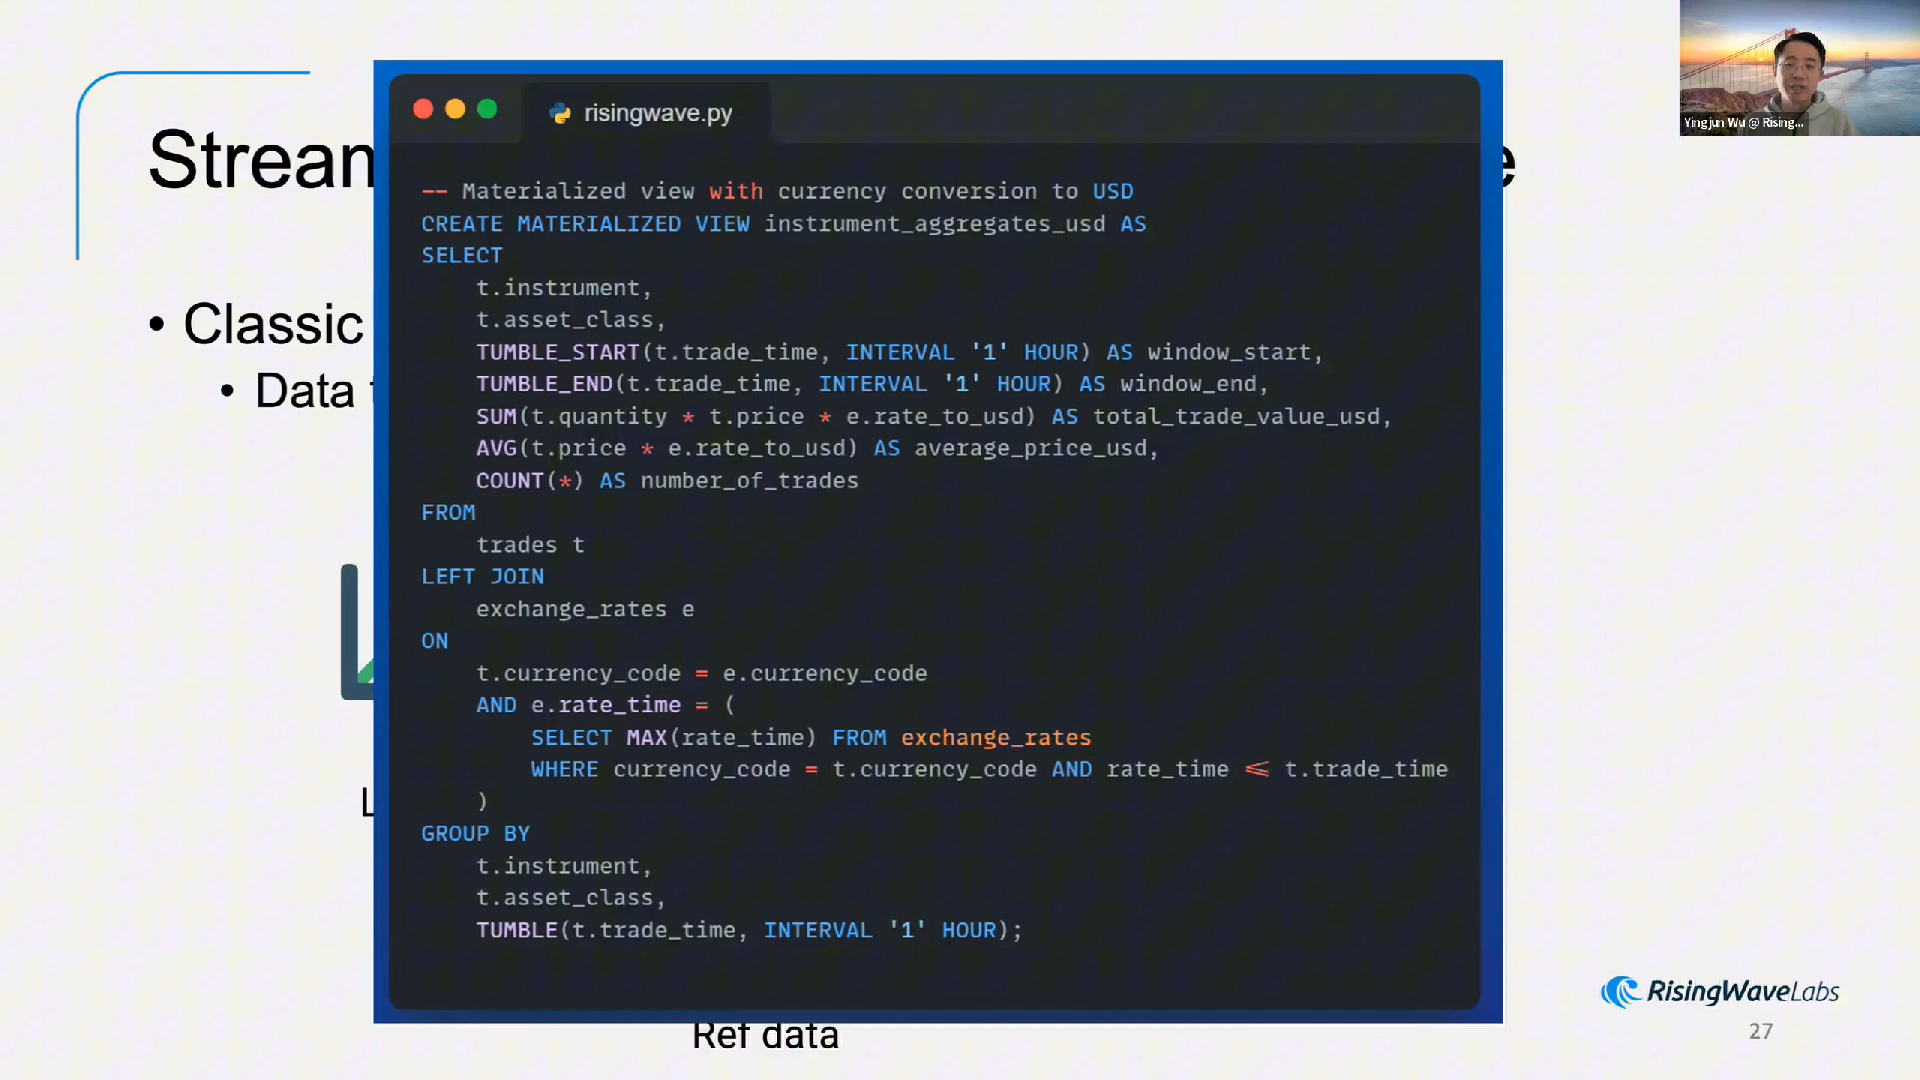 Yingjun Wu @ Rising...
risingwave.py
-- Materialized view with currency conversion to USD
CREATE MATERIALIZED VIEW instrument_aggregates_usd AS
SELECT
t.instrument,
t.asset_class,
TUMBLE_START(t.trade_time, INTERVAL '1' HOUR) AS window_start,
TUMBLE_END(t.trade_time, INTERVAL '1' HOUR) AS window_end,
SUM(t.quantity * t.price * e.rate_to_usd) AS total_trade_value_usd,
AVG(t.price * e.rate_to_usd) AS average_price_usd,
COUNT(*) AS number_of_trades
FROM
trades t
LEFT JOIN
exchange_rates e
ON
t.currency_code = e.currency_code
AND e.rate_time = (
SELECT MAX(rate_time) FROM exchange_rates
WHERE currency_code = t.currency_code AND rate_time <= t.trade_time
)
GROUP BY
t.instrument,
t.asset_class,
TUMBLE(t.trade_time, INTERVAL '1' HOUR);
• Classic
• Data
Ref data
RisingWaveLabs
27